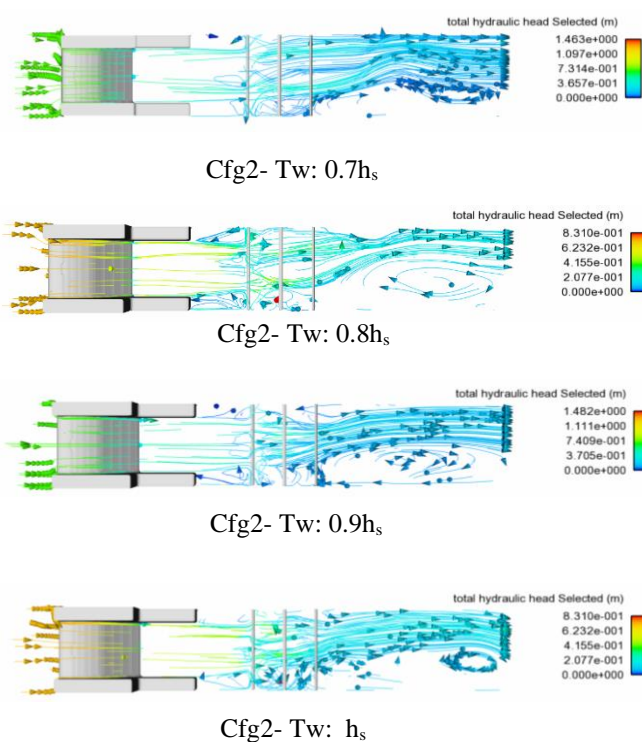 total hydraulic head Selected (m)
1.463e+000
1.097e+000
7.314e-001
3.657e-001
0.000e+000
Cfg2- Tw: 0.7hs
total hydraulic head Selected (m)
8.310e-001
6.232e-001
4.155e-001
2.077e-001
0.000e+000
Cfg2- Tw: 0.8hs
total hydraulic head Selected (m)
1.482e+000
1.111e+000
7.409e-001
3.705e-001
0.000e+000
Cfg2- Tw: 0.9hs
total hydraulic head Selected (m)
8.310e-001
6.232e-001
4.155e-001
2.077e-001
0.000e+000
Cfg2- Tw: hs